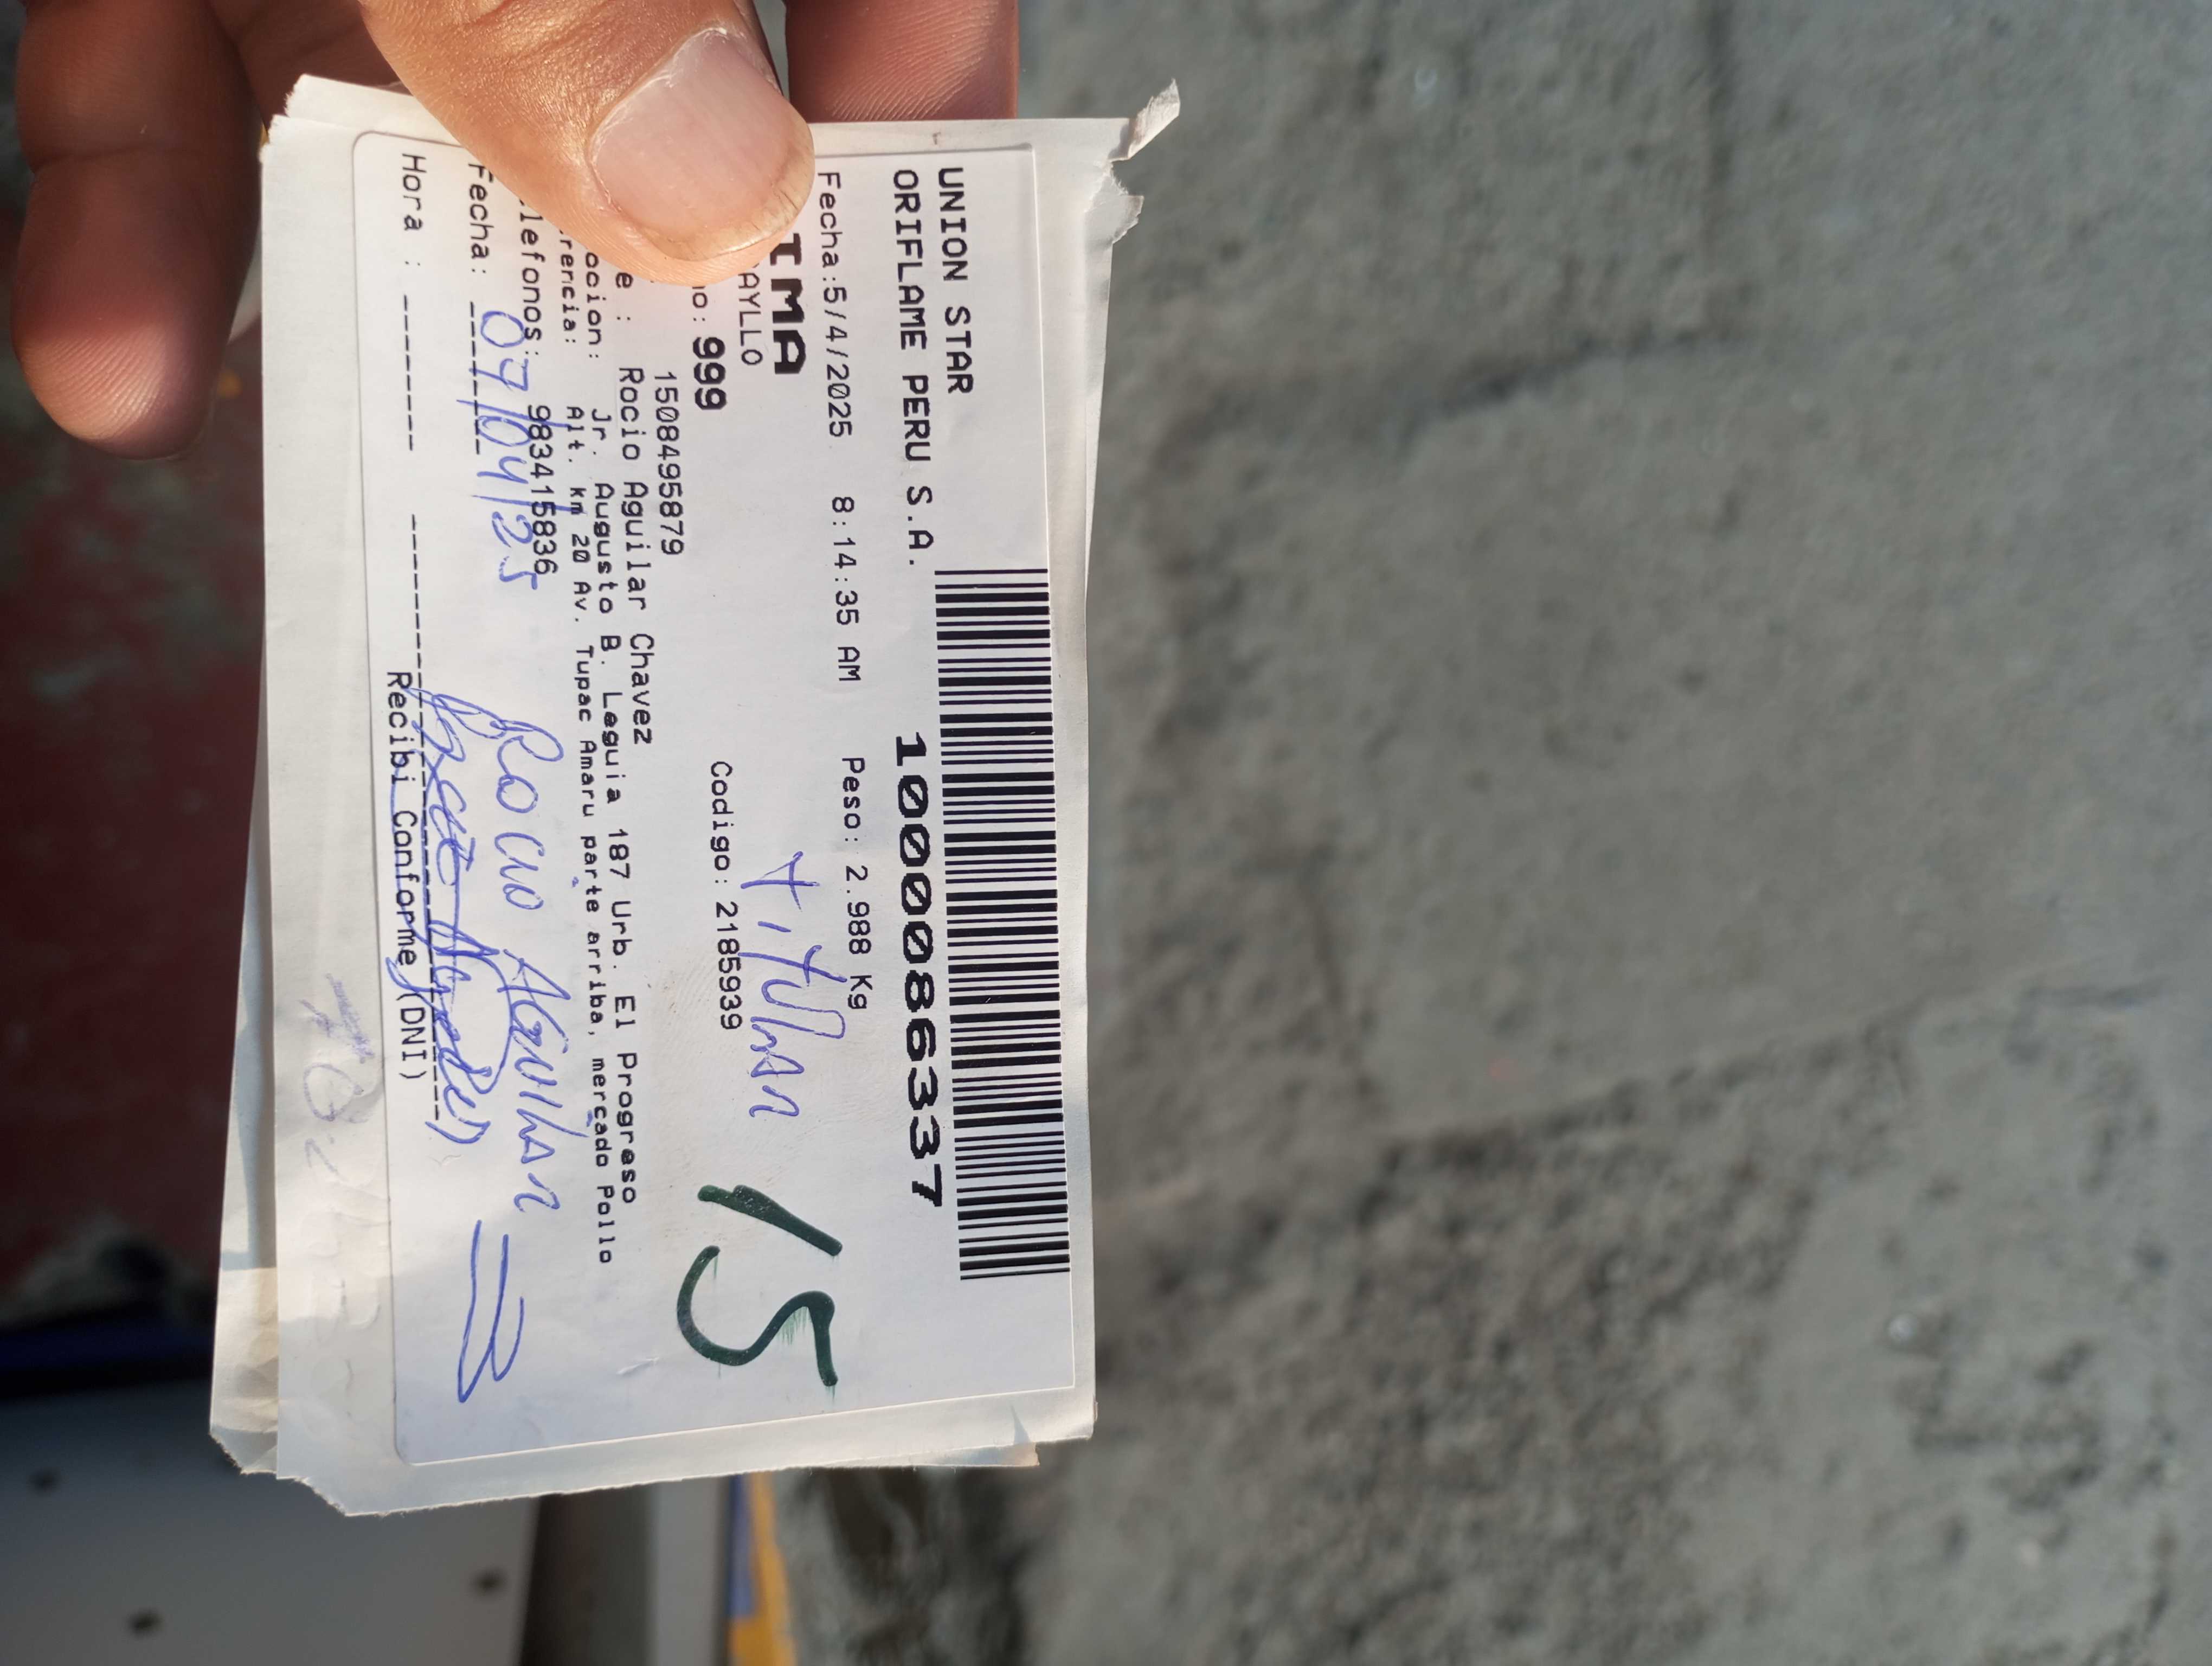 UNION STAR
ORIFLAME PERU S.A.
1000086337
Fecha:5/4/2025 8:14:35 AM Peso: 2.988 Kg
IMA
Titular
AYLLO
no: 999 Codigo: 2185939
15
1508495879
e : Rocio Aguilar Chavez
ccion: Jr. Augusto B. Leguia 187 Urb. El Progreso
rencia: Alt. km 20 Av. Tupac Amaru parte arriba, mercado Pollo
lefonos: 983415836
Fecha: 07/04/25 Rocio Aguilar
Hora :
Recibi Conforme (DNI)